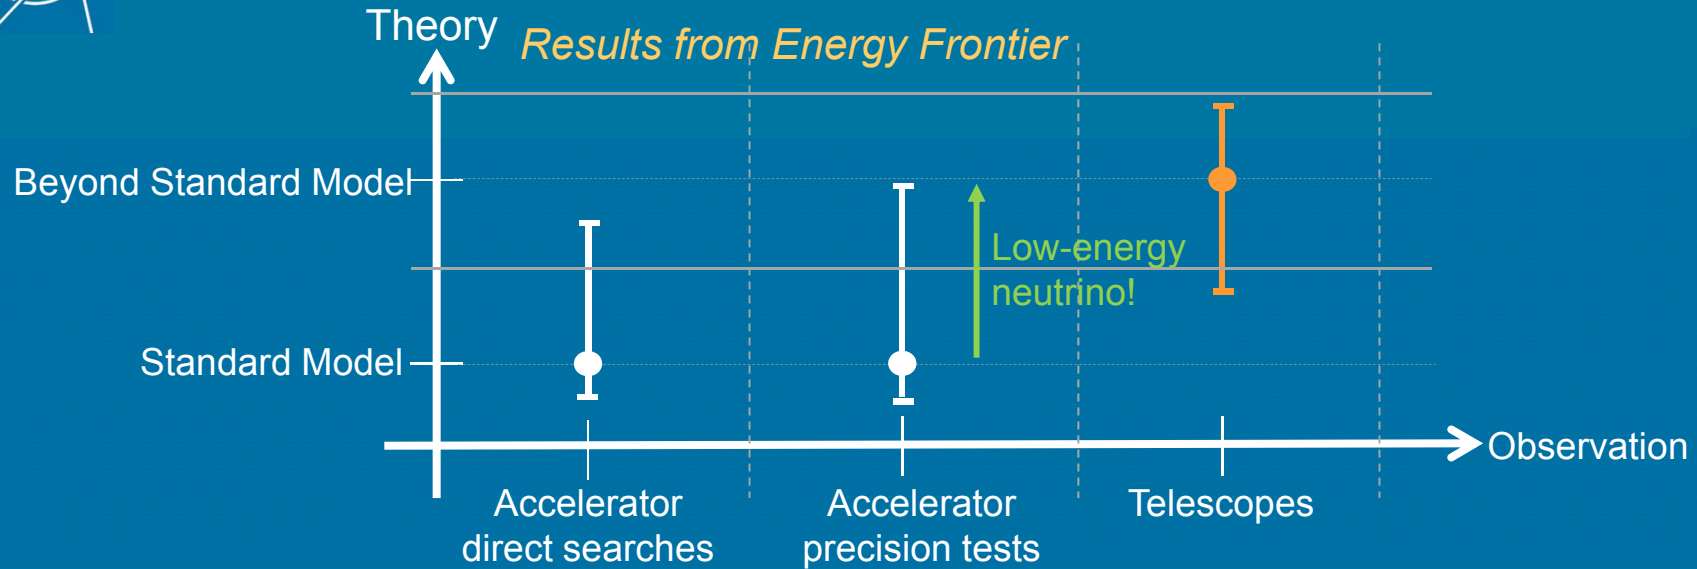 Theory
Results from Energy Frontier
Beyond Standard Model
Low-energy
neutrino!
Standard Model
Observation
Accelerator
direct searches
Accelerator
precision tests
Telescopes